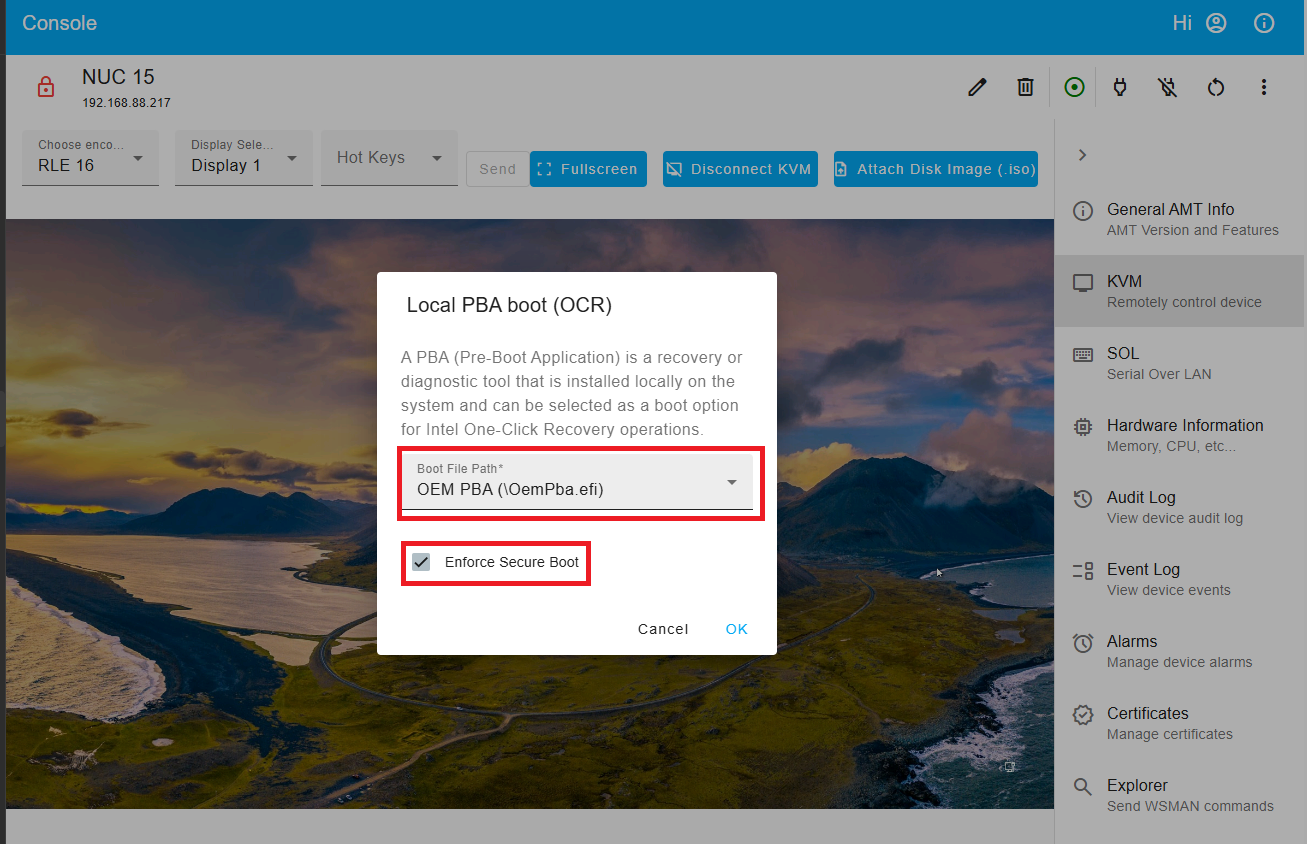 Console
Hi
NUC 15
192.168.88.217
Choose enco...
RLE 16
Display Sele...
Display 1
Hot Keys
Send
Fullscreen
Disconnect KVM
Attach Disk Image (.iso)
Local PBA boot (OCR)
A PBA (Pre-Boot Application) is a recovery or
diagnostic tool that is installed locally on the
system and can be selected as a boot option
for Intel One-Click Recovery operations.
Boot File Path*
OEM PBA (\OemPba.efi)
Enforce Secure Boot
Cancel
OK
General AMT Info
AMT Version and Features
KVM
Remotely control device
SOL
Serial Over LAN
Hardware Information
Memory, CPU, etc...
Audit Log
View device audit log
Event Log
View device events
Alarms
Manage device alarms
Certificates
Manage certificates
Explorer
Send WSMAN commands